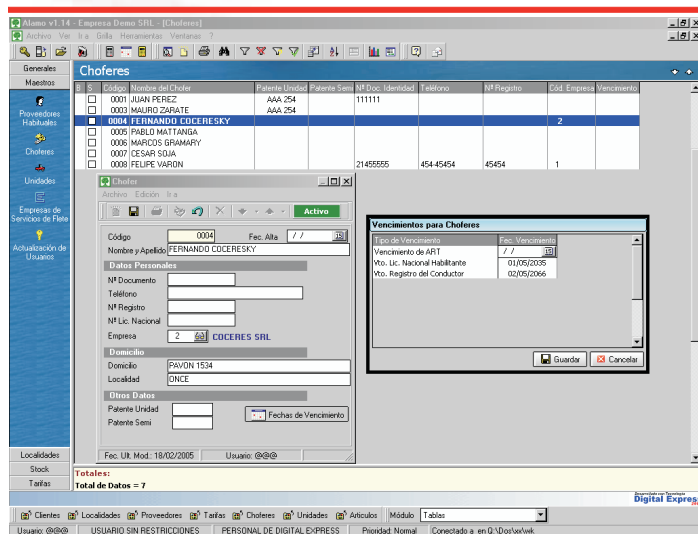 Alamo v1.14 - Empresa Demo SRL - [Choferes]
Archivo Ver Ir a Grilla Herramientas Ventanas ?
Generales
Maestros
Proveedores
Habituales
Choferes
Unidades
Empresas de
Servicios de Flete
Actualización de
Usuarios
Localidades
Stock
Tarifas
Choferes
B S Código Nombre del Chofer Patente Unidad Patente Semi Nº Doc. Identidad Teléfono Nº Registro Cód. Empresa Vencimiento
0001 JUAN PEREZ AAA 254 111111
0003 MAURO ZARATE AAA 254
0004 FERNANDO COCERESKY 2
0005 PABLO MATTANGA
0006 MARCOS GRAMARY
0007 CESAR SOJA
0008 FELIPE VARON 21455555 454-45454 45454 1
Chofer
Archivo Edición Ir a
Activo
Código 0004 Fec. Alta / / 15
Nombre y Apellido FERNANDO COCERESKY
Datos Personales
Nº Documento
Teléfono
Nº Registro
Nº Lic. Nacional
Empresa 2 COCERES SRL
Domicilio
Domicilio PAVON 1534
Localidad ONCE
Otros Datos
Patente Unidad
Patente Semi
Fechas de Vencimiento
Fec. Ult. Mod.: 18/02/2005 Usuario: @@@
Vencimientos para Choferes
Tipo de Vencimiento Fec. Vencimiento
Vencimiento de ART / / 15
Vto. Lic. Nacional Habilitante 01/05/2035
Vto. Registro del Conductor 02/05/2066
Guardar Cancelar
Totales:
Total de Datos = 7
Desarrollado con Tecnología
Digital Express
Clientes Localidades Proveedores Tarifas Choferes Unidades Articulos Módulo Tablas
Usuario: @@@ USUARIO SIN RESTRICCIONES PERSONAL DE DIGITAL EXPRESS Prioridad: Normal Conectado a en Q:\Dos\xx\wk